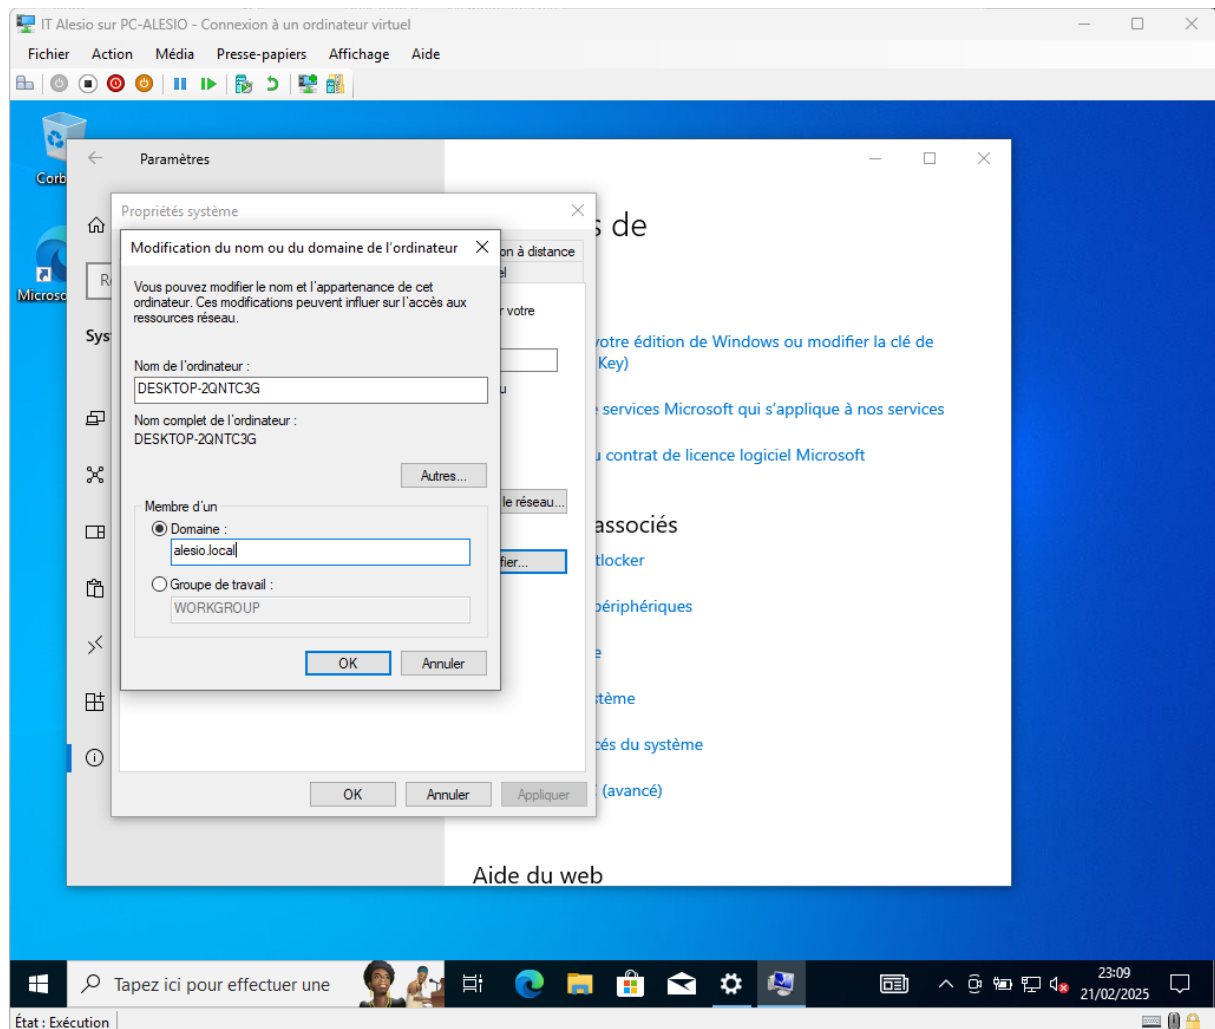 IT Alesio sur PC-ALESIO - Connexion à un ordinateur virtuel
Fichier Action Média Presse-papiers Affichage Aide
Paramètres
Propriétés système
s de
Modification du nom ou du domaine de l'ordinateur
on à distance
el
Vous pouvez modifier le nom et l'appartenance de cet
ordinateur. Ces modifications peuvent influer sur l'accès aux
ressources réseau.
r votre
Corb
Microso
Sys
votre édition de Windows ou modifier la clé de
Key)
Nom de l'ordinateur :
DESKTOP-2QNTC3G
u
services Microsoft qui s'applique à nos services
Nom complet de l'ordinateur :
DESKTOP-2QNTC3G
u contrat de licence logiciel Microsoft
Autres...
le réseau...
Membre d'un
Domaine :
alesio.local
associés
fier...
tlocker
Groupe de travail :
WORKGROUP
périphériques
e
OK Annuler
stème
cés du système
OK Annuler Appliquer
(avancé)
Aide du web
Tapez ici pour effectuer une
23:09
21/02/2025
État : Exécution